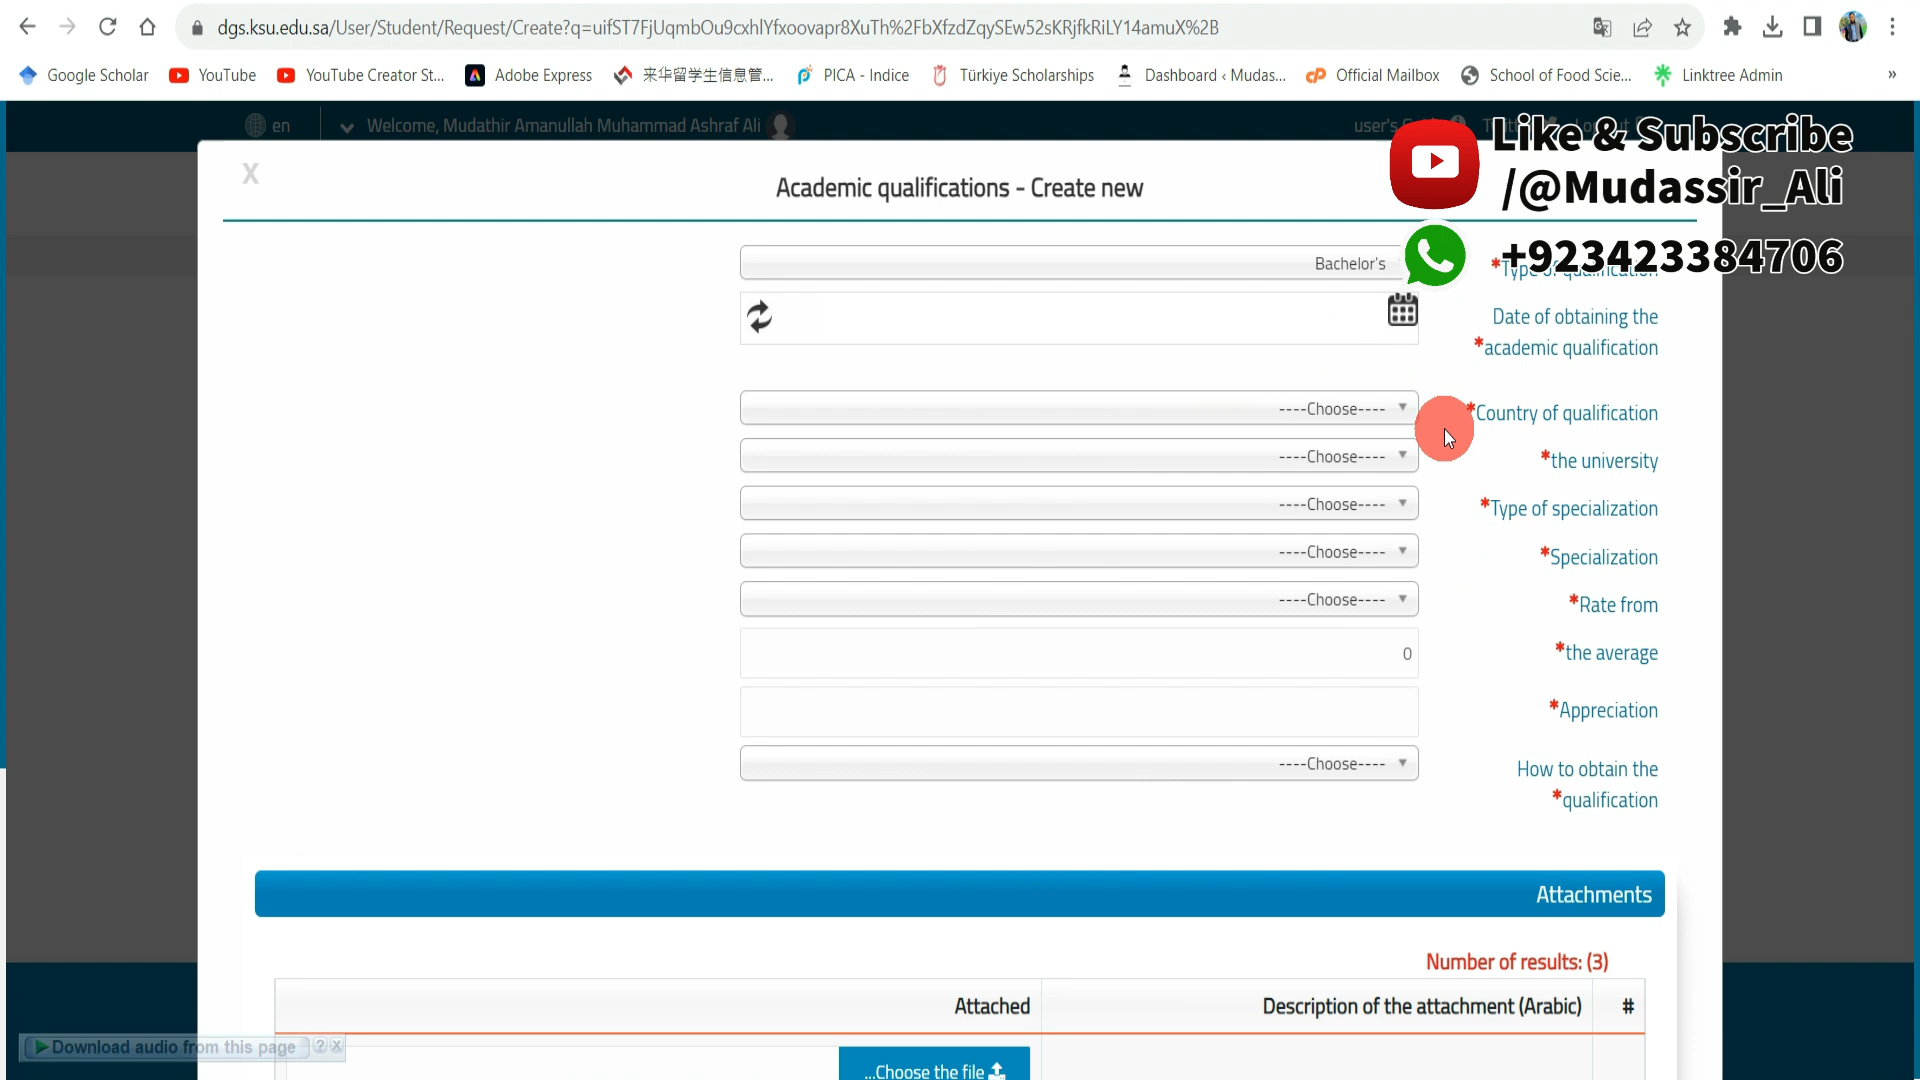 dgs.ksu.edu.sa/User/Student/Request/Create?q=uifST7FjUqmbOu9cxhlYfxoovapr8XuTh%2FbXfzdZqySEw52sKRjfkRiLY14amuX%2B
Google Scholar YouTube YouTube Creator St... Adobe Express 来华留学生信息管... PICA - Indice Türkiye Scholarships Dashboard ‹ Mudas... Official Mailbox School of Food Scie... Linktree Admin »
en Welcome, Mudathir Amanullah Muhammad Ashraf Ali user's
Like & Subscribe
/@Mudassir_Ali
+923423384706
X
Academic qualifications - Create new
Bachelor's *Type of qualification
Date of obtaining the
*academic qualification
----Choose---- *Country of qualification
----Choose---- *the university
----Choose---- *Type of specialization
----Choose---- *Specialization
----Choose---- *Rate from
0 *the average
*Appreciation
----Choose---- How to obtain the
*qualification
Attachments
Number of results: (3)
Attached Description of the attachment (Arabic) #
Download audio from this page ? x
...Choose the file